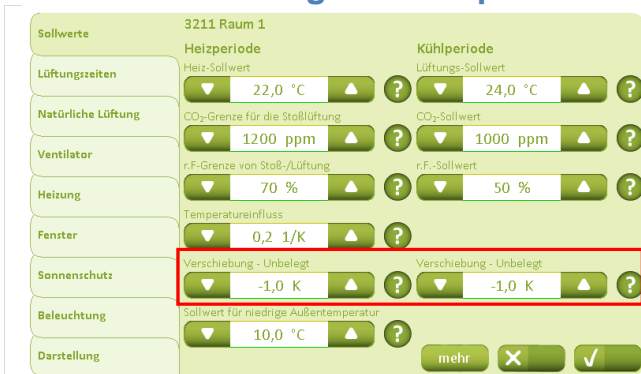 Sollwerte
Lüftungszeiten
Natürliche Lüftung
Ventilator
Heizung
Fenster
Sonnenschutz
Beleuchtung
Darstellung
3211 Raum 1
Heizperiode
Heiz-Sollwert
22,0 °C ?
CO₂-Grenze für die Stoßlüftung
1200 ppm ?
r.F-Grenze von Stoß-/Lüftung
70 % ?
Temperatureinfluss
0,2 1/K ?
Verschiebung - Unbelegt
-1,0 K ?
Sollwert für niedrige Außentemperatur
10,0 °C ?
Kühlperiode
Lüftungs-Sollwert
24,0 °C ?
CO₂-Sollwert
1000 ppm ?
r.F.-Sollwert
50 % ?
Verschiebung - Unbelegt
-1,0 K ?
mehr